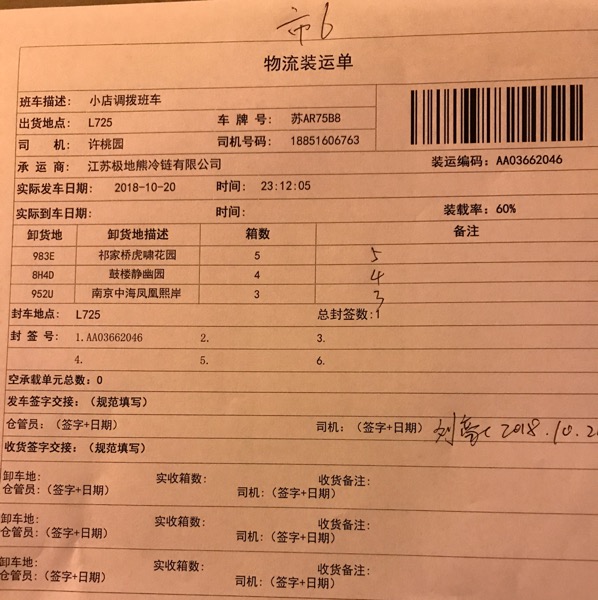 市6
物流装运单
班车描述: 小店调拨班车
出货地点: L725 车 牌 号: 苏AR75B8
司 机: 许桃园 司机号码: 18851606763
承 运 商: 江苏极地熊冷链有限公司 装运编码: AA03662046
实际发车日期: 2018-10-20 时间: 23:12:05
实际到车日期: 时间: 装载率: 60%
卸货地 卸货地描述 箱数 备注
983E 祁家桥虎啸花园 5 5
8H4D 鼓楼静幽园 4 4
952U 南京中海凤凰熙岸 3 3
封车地点: L725 总封签数:1
封 签 号: 1.AA03662046 2. 3.
4. 5. 6.
空承载单元总数: 0
发车签字交接: (规范填写)
仓管员: (签字+日期) 司机: (签字+日期) 2018.10.2
收货签字交接: (规范填写)
卸车地: 实收箱数: 收货备注:
仓管员: (签字+日期) 司机: (签字+日期)
卸车地: 实收箱数: 收货备注:
仓管员: (签字+日期) 司机: (签字+日期)
卸车地: 实收箱数: 收货备注:
仓管员: (签字+日期) 司机: (签字+日期)